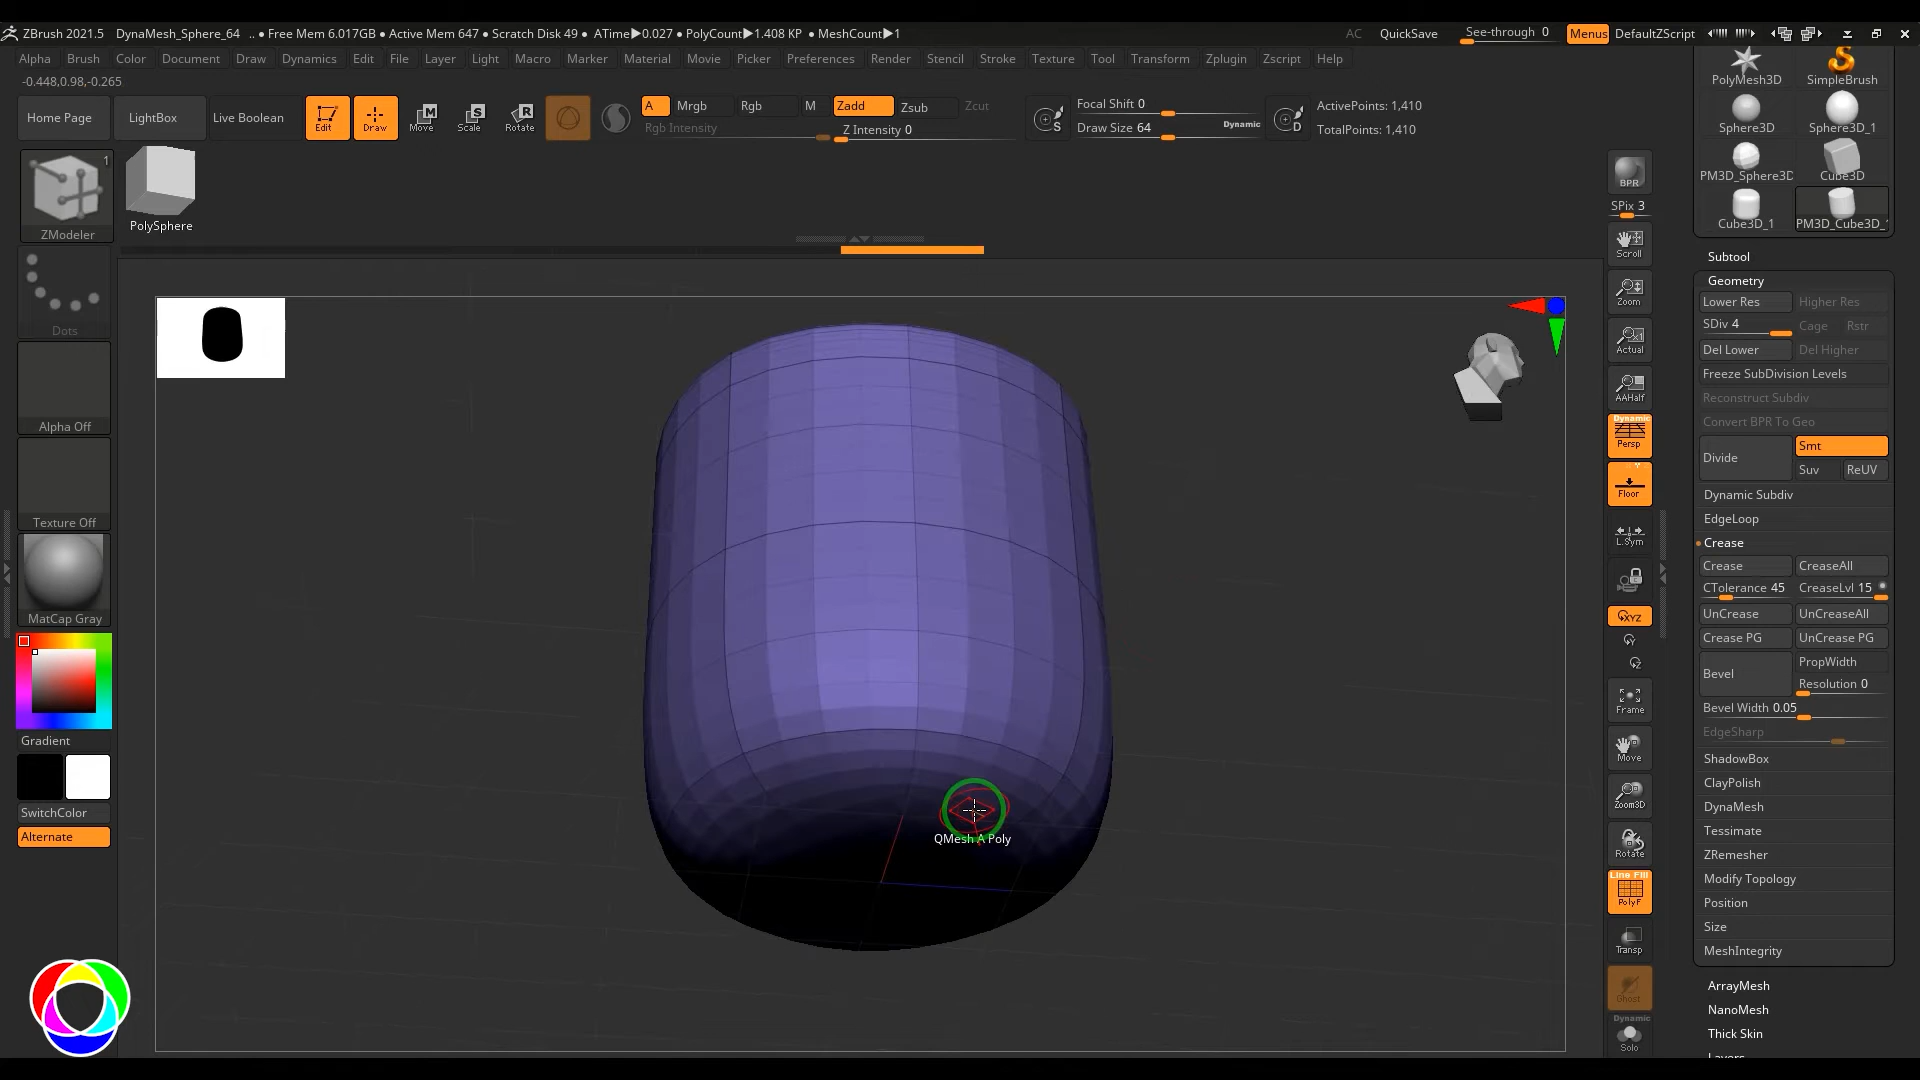 ZBrush 2021.5 DynaMesh_Sphere_64 .. ● Free Mem 6.017GB ● Active Mem 647 ● Scratch Disk 49 ● ATime▶0.027 ● PolyCount▶1.408 KP ● MeshCount▶1 AC QuickSave See-through 0 Menus DefaultZScript
Alpha Brush Color Document Draw Dynamics Edit File Layer Light Macro Marker Material Movie Picker Preferences Render Stencil Stroke Texture Tool Transform Zplugin Zscript Help
-0.448,0.98,-0.265
Home Page LightBox Live Boolean Edit Draw Move Scale Rotate A Mrgb Rgb M Zadd Zsub Zcut
Rgb Intensity Z Intensity 0
S Focal Shift 0
Draw Size 64 Dynamic D
ActivePoints: 1,410
TotalPoints: 1,410
1
ZModeler
PolySphere
Dots
Alpha Off
Texture Off
MatCap Gray
Gradient
SwitchColor
Alternate
QMesh A Poly
BPR
SPix 3
Scroll
Zoom
Actual
AAHalf
Dynamic
Persp
Floor
L.Sym
XYZ
Y
Z
Frame
Move
Zoom3D
Rotate
Line Fill
PolyF
Transp
Ghost
Dynamic
Solo
PolyMesh3D SimpleBrush
Sphere3D Sphere3D_1
PM3D_Sphere3D Cube3D
Cube3D_1 PM3D_Cube3D_
Subtool
Geometry
Lower Res Higher Res
SDiv 4 Cage Rstr
Del Lower Del Higher
Freeze SubDivision Levels
Reconstruct Subdiv
Convert BPR To Geo
Divide Smt
Suv ReUV
Dynamic Subdiv
EdgeLoop
Crease
Crease CreaseAll
CTolerance 45 CreaseLvl 15
UnCrease UnCreaseAll
Crease PG UnCrease PG
Bevel PropWidth
Resolution 0
Bevel Width 0.05
EdgeSharp
ShadowBox
ClayPolish
DynaMesh
Tessimate
ZRemesher
Modify Topology
Position
Size
MeshIntegrity
ArrayMesh
NanoMesh
Thick Skin
Layers